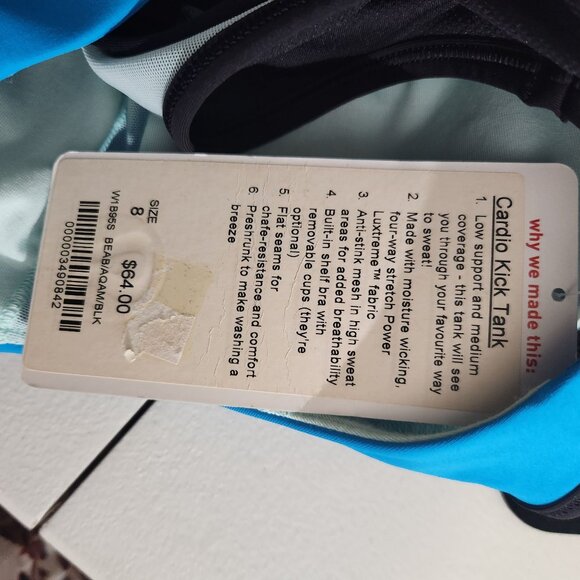 why we made this:
Cardio Kick Tank
1. Low support and medium
coverage - this tank will see
you through your favourite way
to sweat!
2. Made with moisture wicking,
four-way stretch Power
Luxtreme™ fabric
3. Anti-stink mesh in high sweat
areas for added breathability
4. Built-in shelf bra with
removable cups (they're
optional)
5. Flat seams for
chafe-resistance and comfort
6. Preshrunk to make washing a
breeze
SIZE
8
$64.00
W1B96S BEAB/AQAM/BLK
000003490842